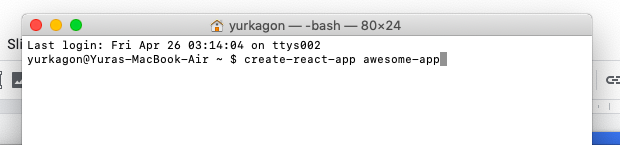 yurkagon — -bash — 80×24
Sli
Last login: Fri Apr 26 03:14:04 on ttys002
yurkagon@Yuras-MacBook-Air ~ $ create-react-app awesome-app